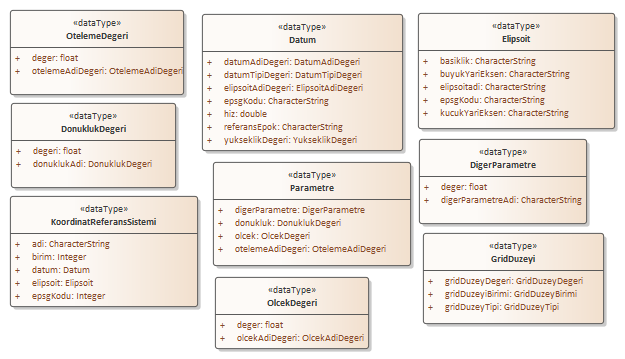 «dataType»
OtelemeDegeri
+ deger: float
+ otelemeAdiDegeri: OtelemeAdiDegeri
«dataType»
DonuklukDegeri
+ degeri: float
+ donuklukAdi: DonuklukDegeri
«dataType»
KoordinatReferansSistemi
+ adi: CharacterString
+ birim: Integer
+ datum: Datum
+ elipsoit: Elipsoit
+ epsgKodu: Integer
«dataType»
Datum
+ datumAdiDegeri: DatumAdiDegeri
+ datumTipiDegeri: DatumTipiDegeri
+ elipsoitAdiDegeri: ElipsoitAdiDegeri
+ epsgKodu: CharacterString
+ hiz: double
+ referansEpok: CharacterString
+ yukseklikDegeri: YukseklikDegeri
«dataType»
Parametre
+ digerParametre: DigerParametre
+ donukluk: DonuklukDegeri
+ olcek: OlcekDegeri
+ otelemeAdiDegeri: OtelemeAdiDegeri
«dataType»
OlcekDegeri
+ deger: float
+ olcekAdiDegeri: OlcekAdiDegeri
«dataType»
Elipsoit
+ basiklik: CharacterString
+ buyukYariEksen: CharacterString
+ elipsoitadi: CharacterString
+ epsgKodu: CharacterString
+ kucukYariEksen: CharacterString
«dataType»
DigerParametre
+ deger: float
+ digerParametreAdi: CharacterString
«dataType»
GridDuzeyi
+ gridDuzeyDegeri: GridDuzeyDegeri
+ gridDuzeyiBirimi: GridDuzeyBirimi
+ gridDuzeyTipi: GridDuzeyTipi